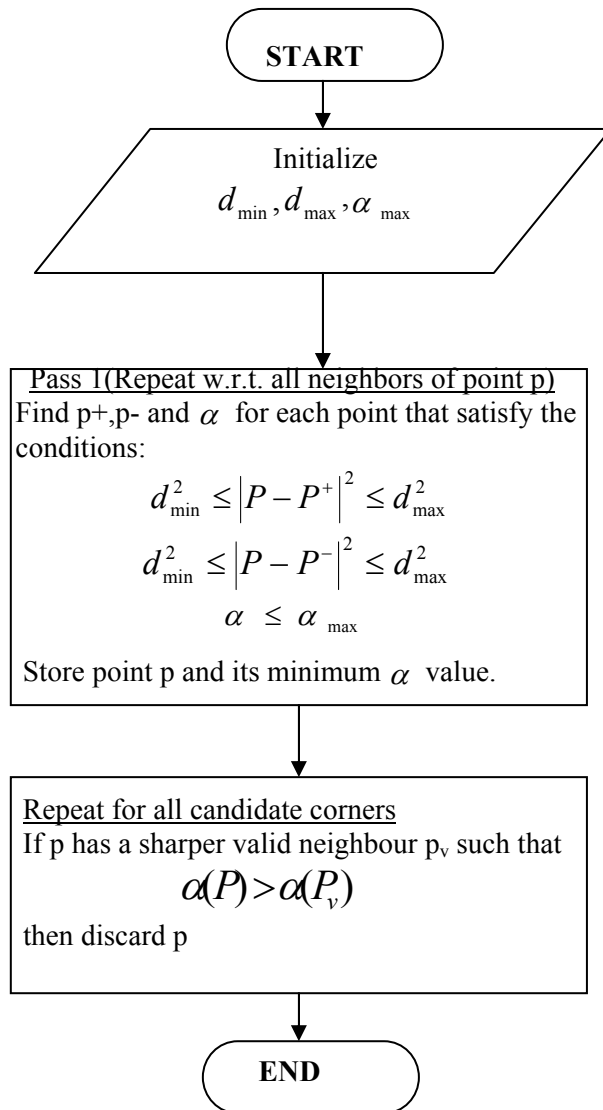 START
Initialize
d_min, d_max, α_max
Pass 1(Repeat w.r.t. all neighbors of point p)
Find p+,p- and α for each point that satisfy the
conditions:
d²_min ≤ |P − P⁺|² ≤ d²_max
d²_min ≤ |P − P⁻|² ≤ d²_max
α ≤ α_max
Store point p and its minimum α value.
Repeat for all candidate corners
If p has a sharper valid neighbour p_v such that
α(P) > α(P_v)
then discard p
END